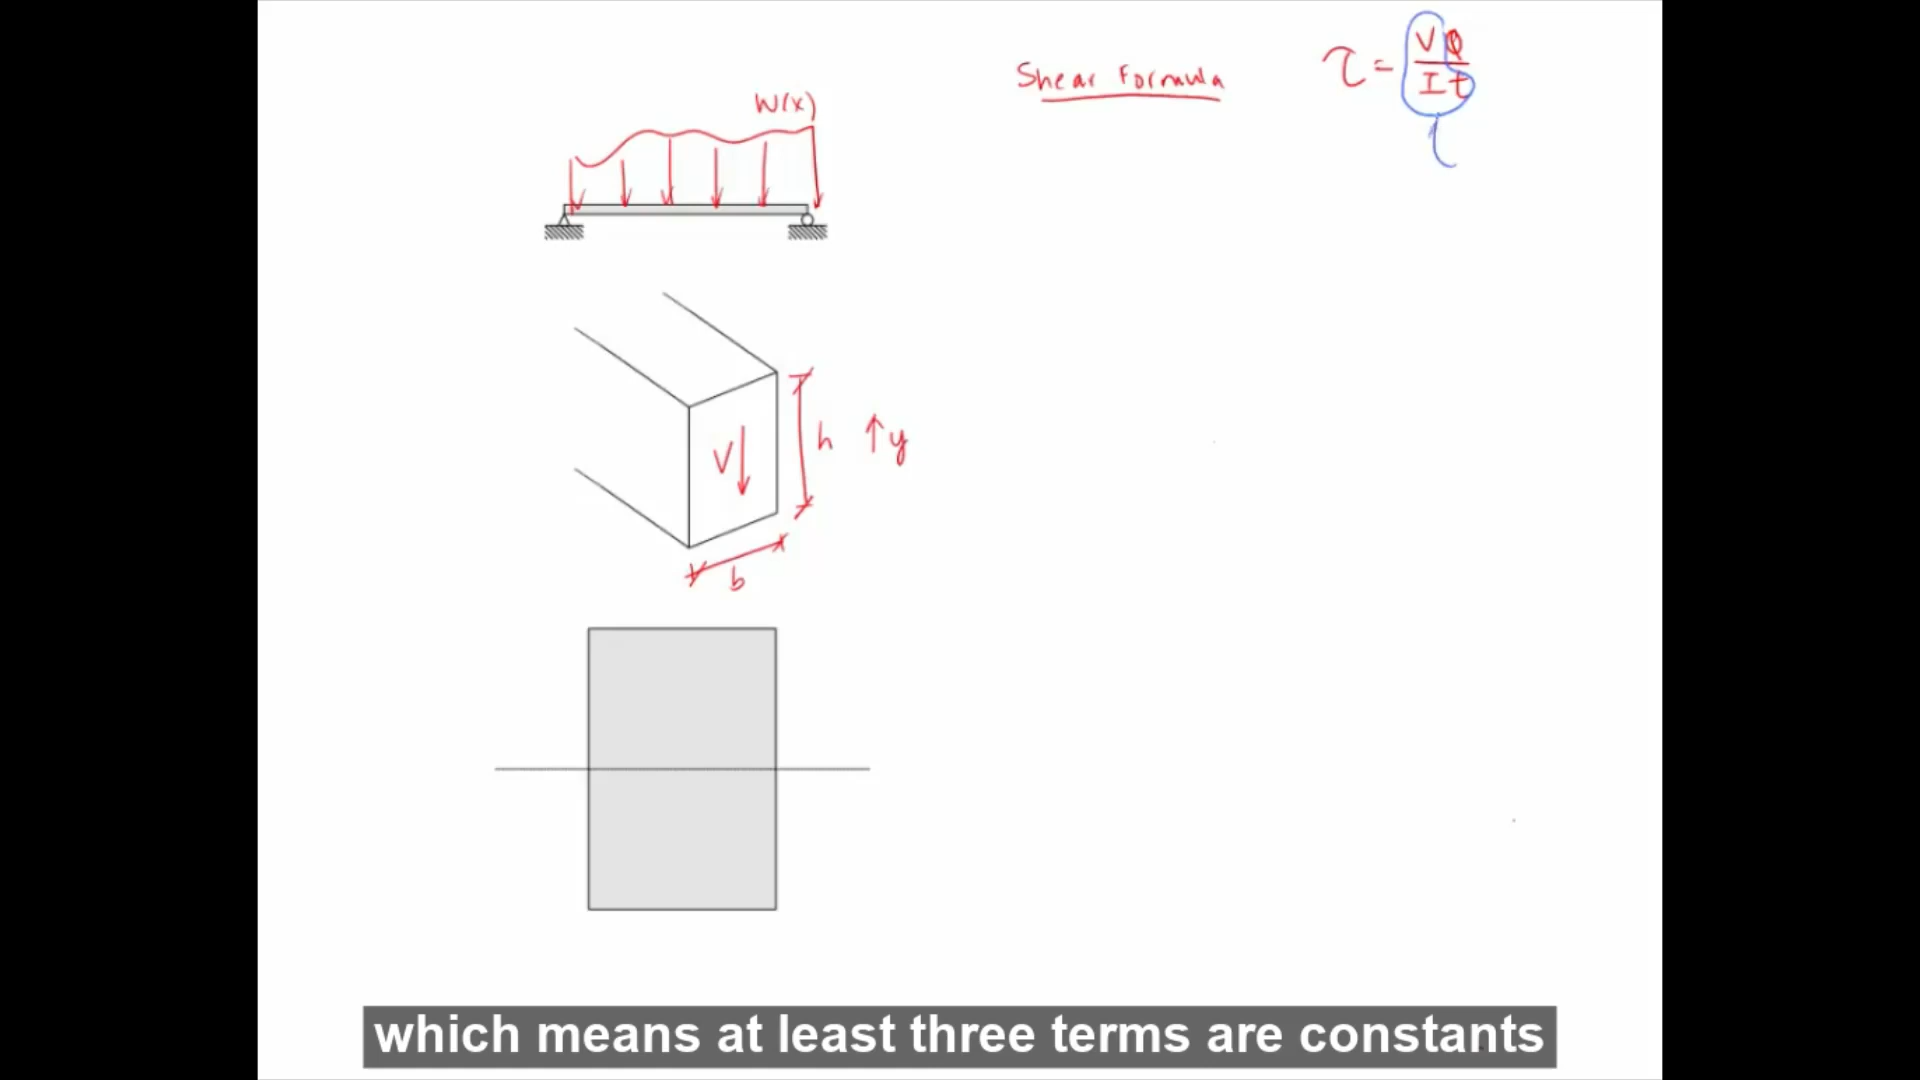 Shear Formula
τ = VQ / It
W(x)
V
h
↑y
b
which means at least three terms are constants